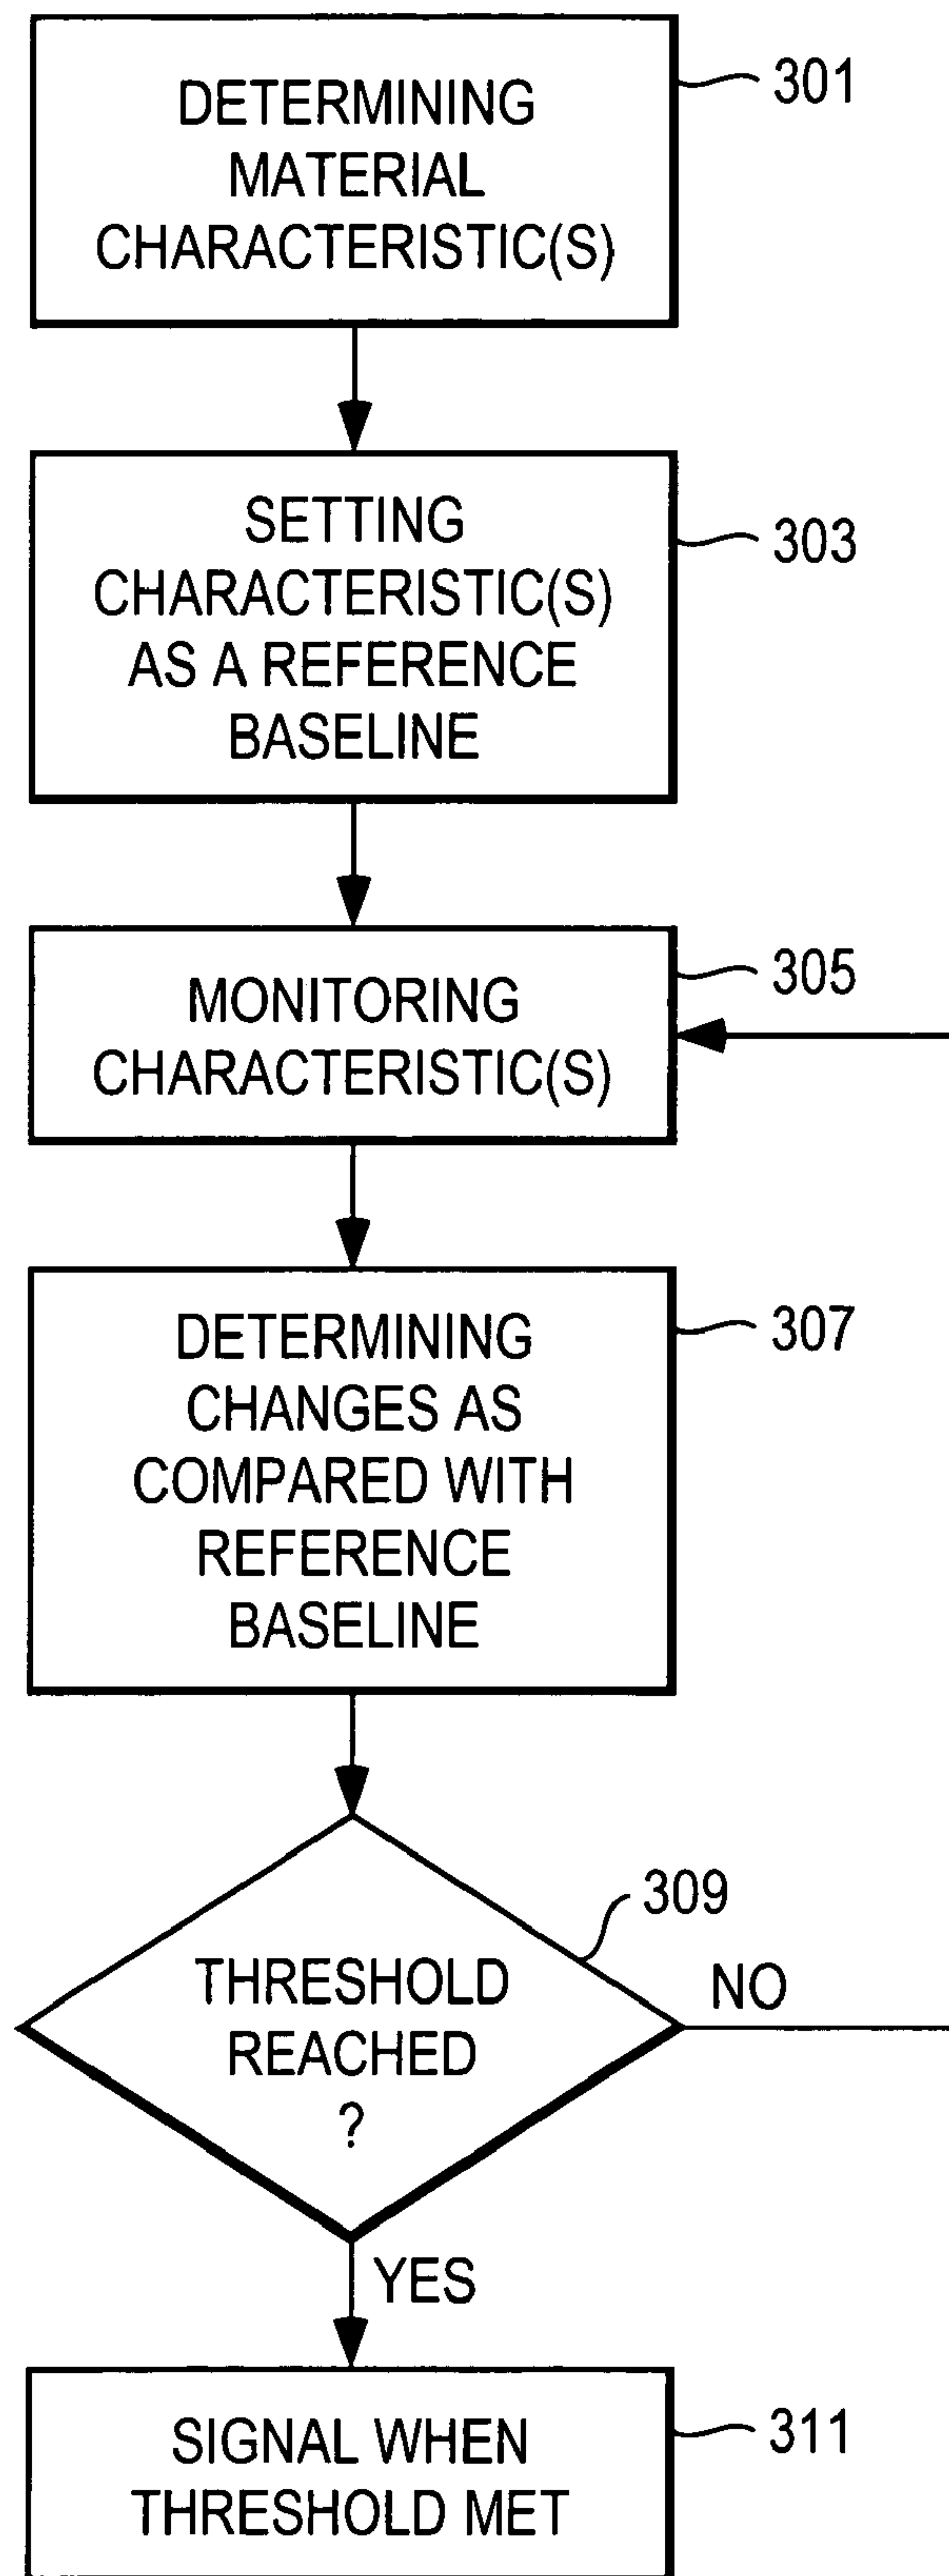 DETERMINING
MATERIAL
CHARACTERISTIC(S)
301
SETTING
CHARACTERISTIC(S)
AS A REFERENCE
BASELINE
303
MONITORING
CHARACTERISTIC(S)
305
DETERMINING
CHANGES AS
COMPARED WITH
REFERENCE
BASELINE
307
THRESHOLD
REACHED
?
309
NO
YES
SIGNAL WHEN
THRESHOLD MET
311